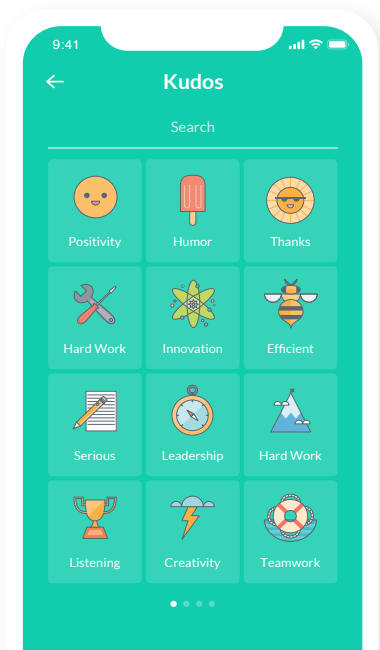 9:41
Kudos
Search
Positivity
Humor
Thanks
Hard Work
Innovation
Efficient
Serious
Leadership
Hard Work
Listening
Creativity
Teamwork